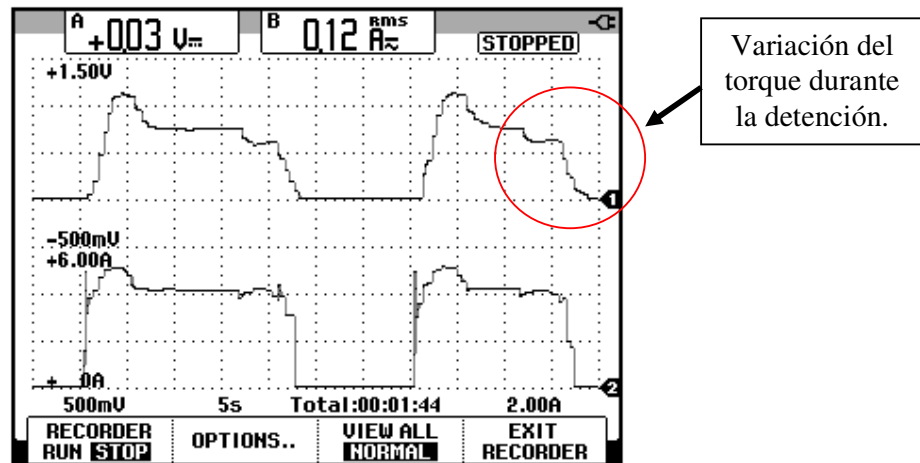 A +0.03 V
B 0.12 rms A
STOPPED
+1.50V
Variación del
torque durante
la detención.
1
-500mV
+6.00A
+ 0A
2
500mV 5s Total:00:01:44 2.00A
RECORDER
RUN STOP
OPTIONS..
VIEW ALL
NORMAL
EXIT
RECORDER